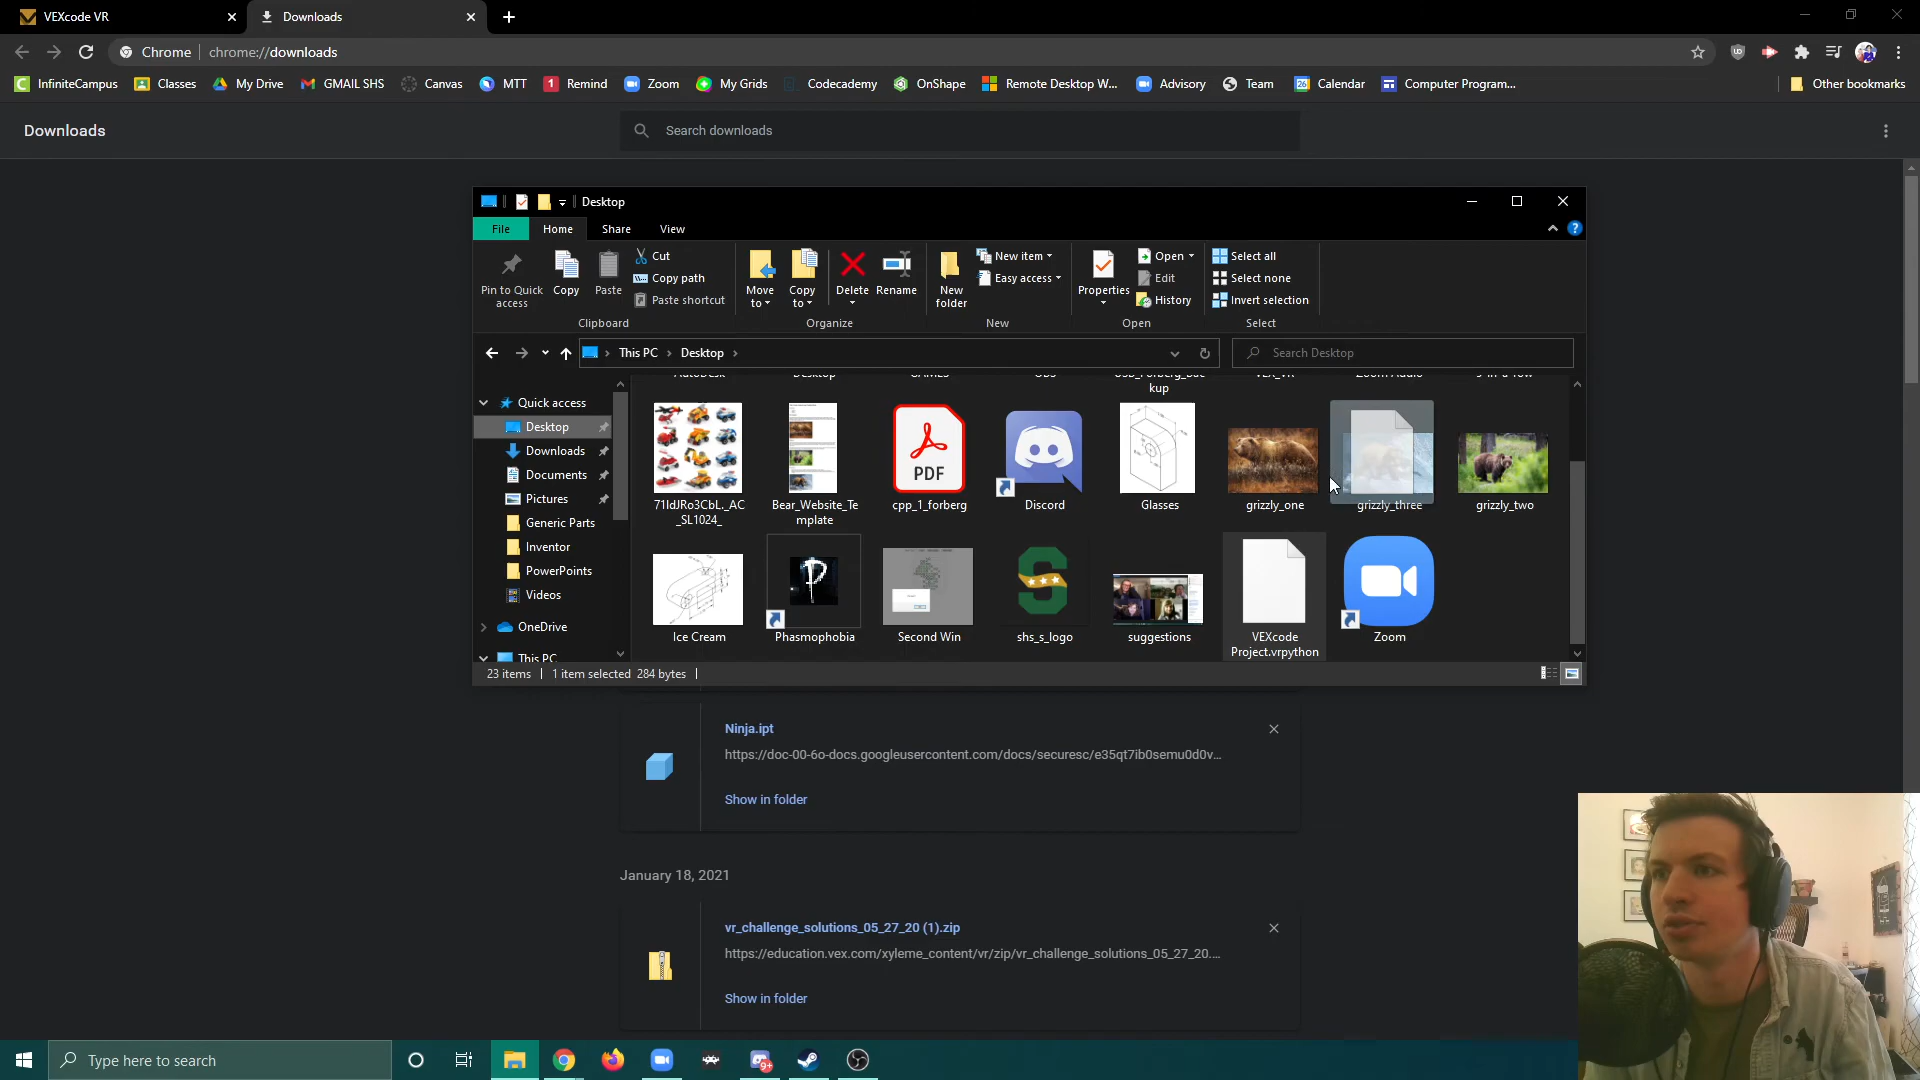 VEXcode VR
Downloads
Chrome
chrome://downloads
InfiniteCampus
Classes
My Drive
GMAIL SHS
Canvas
MTT
Remind
Zoom
My Grids
Codecademy
OnShape
Remote Desktop W...
Advisory
Team
Calendar
Computer Program...
Other bookmarks
Downloads
Search downloads
Desktop
File
Home
Share
View
Pin to Quick access
Copy
Paste
Cut
Copy path
Paste shortcut
Move to
Copy to
Delete
Rename
New folder
New item
Easy access
Properties
Open
Edit
History
Select all
Select none
Invert selection
Clipboard
Organize
New
Open
Select
This PC
Desktop
Search Desktop
Quick access
Desktop
Downloads
Documents
Pictures
Generic Parts
Inventor
PowerPoints
Videos
OneDrive
This PC
kup
71IdJRo3CbL._AC
_SL1024_
Bear_Website_Te
mplate
PDF
cpp_1_forberg
Discord
Glasses
grizzly_one
grizzly_three
grizzly_two
Ice Cream
Phasmophobia
Second Win
shs_s_logo
suggestions
VEXcode
Project.vrpython
Zoom
23 items
1 item selected 284 bytes
Ninja.ipt
https://doc-00-6o-docs.googleusercontent.com/docs/securesc/e35qt7ib0semu0d0v...
Show in folder
January 18, 2021
vr_challenge_solutions_05_27_20 (1).zip
https://education.vex.com/xyleme_content/vr/zip/vr_challenge_solutions_05_27_20....
Show in folder
Type here to search
9+